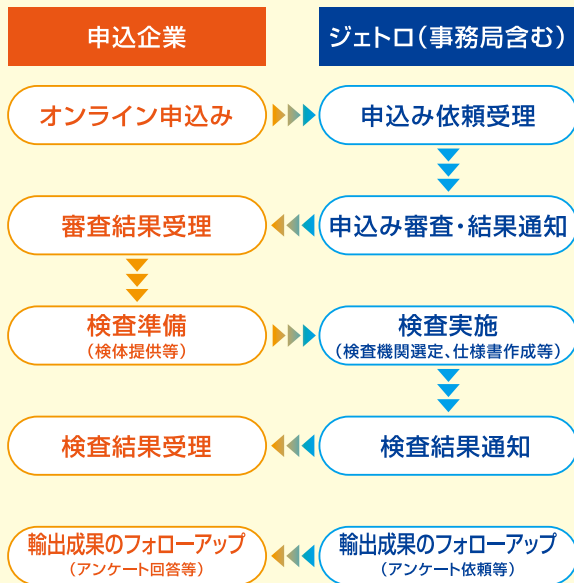 申込企業
ジェトロ（事務局含む）
オンライン申込み
申込み依頼受理
審査結果受理
申込み審査・結果通知
検査準備
（検体提供等）
検査実施
（検査機関選定、仕様書作成等）
検査結果受理
検査結果通知
輸出成果のフォローアップ
（アンケート回答等）
輸出成果のフォローアップ
（アンケート依頼等）